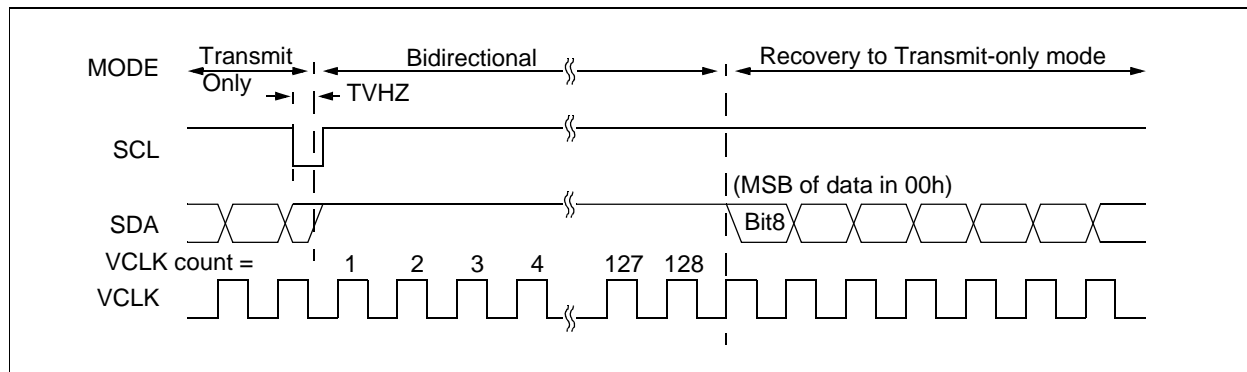 MODE Transmit Only Bidirectional Recovery to Transmit-only mode
TVHZ
SCL
(MSB of data in 00h)
SDA Bit8
VCLK count = 1 2 3 4 127 128
VCLK